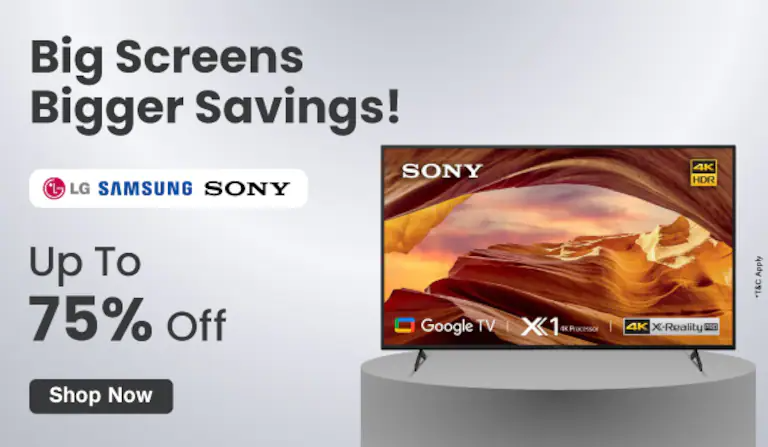 Big Screens
Bigger Savings!
LG SAMSUNG SONY
Up To
75% Off
Shop Now
SONY
4K
HDR
Google TV
X1 4K Processor
4K X-Reality PRO
*T&C Apply